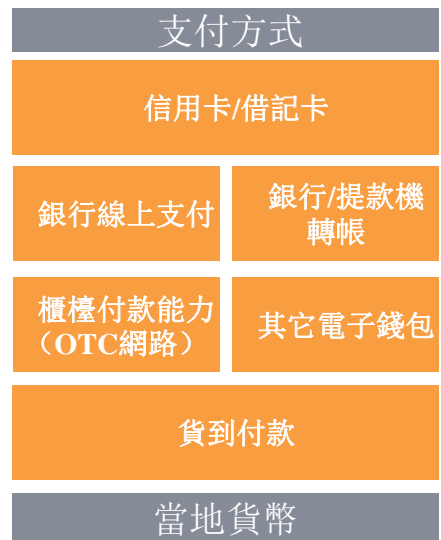 支付方式
信用卡/借記卡
銀行線上支付
銀行/提款機
轉帳
櫃檯付款能力
（OTC網路）
其它電子錢包
貨到付款
當地貨幣